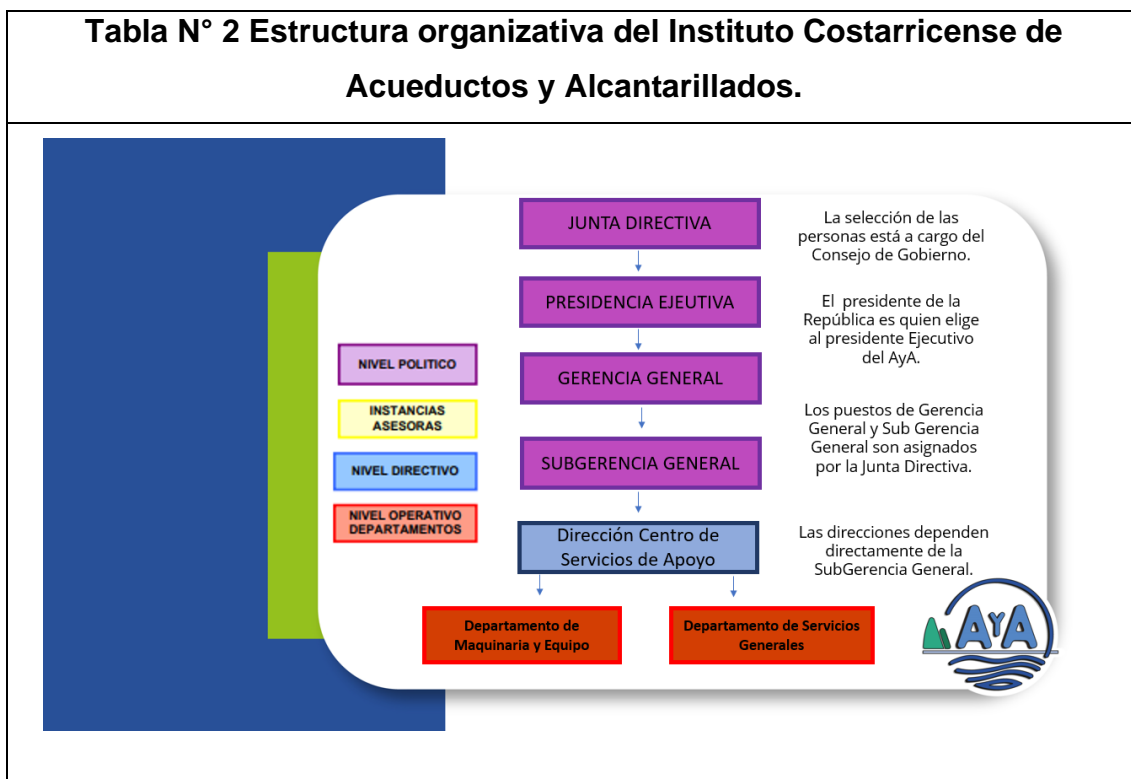 Tabla N° 2 Estructura organizativa del Instituto Costarricense de
Acueductos y Alcantarillados.
JUNTA DIRECTIVA
La selección de las
personas está a cargo del
Consejo de Gobierno.
PRESIDENCIA EJEUTIVA
El presidente de la
República es quien elige
al presidente Ejecutivo
del AyA.
NIVEL POLITICO
INSTANCIAS
ASESORAS
NIVEL DIRECTIVO
NIVEL OPERATIVO
DEPARTAMENTOS
GERENCIA GENERAL
Los puestos de Gerencia
General y Sub Gerencia
General son asignados
por la Junta Directiva.
SUBGERENCIA GENERAL
Dirección Centro de
Servicios de Apoyo
Las direcciones dependen
directamente de la
SubGerencia General.
Departamento de
Maquinaria y Equipo
Departamento de Servicios
Generales
AYA